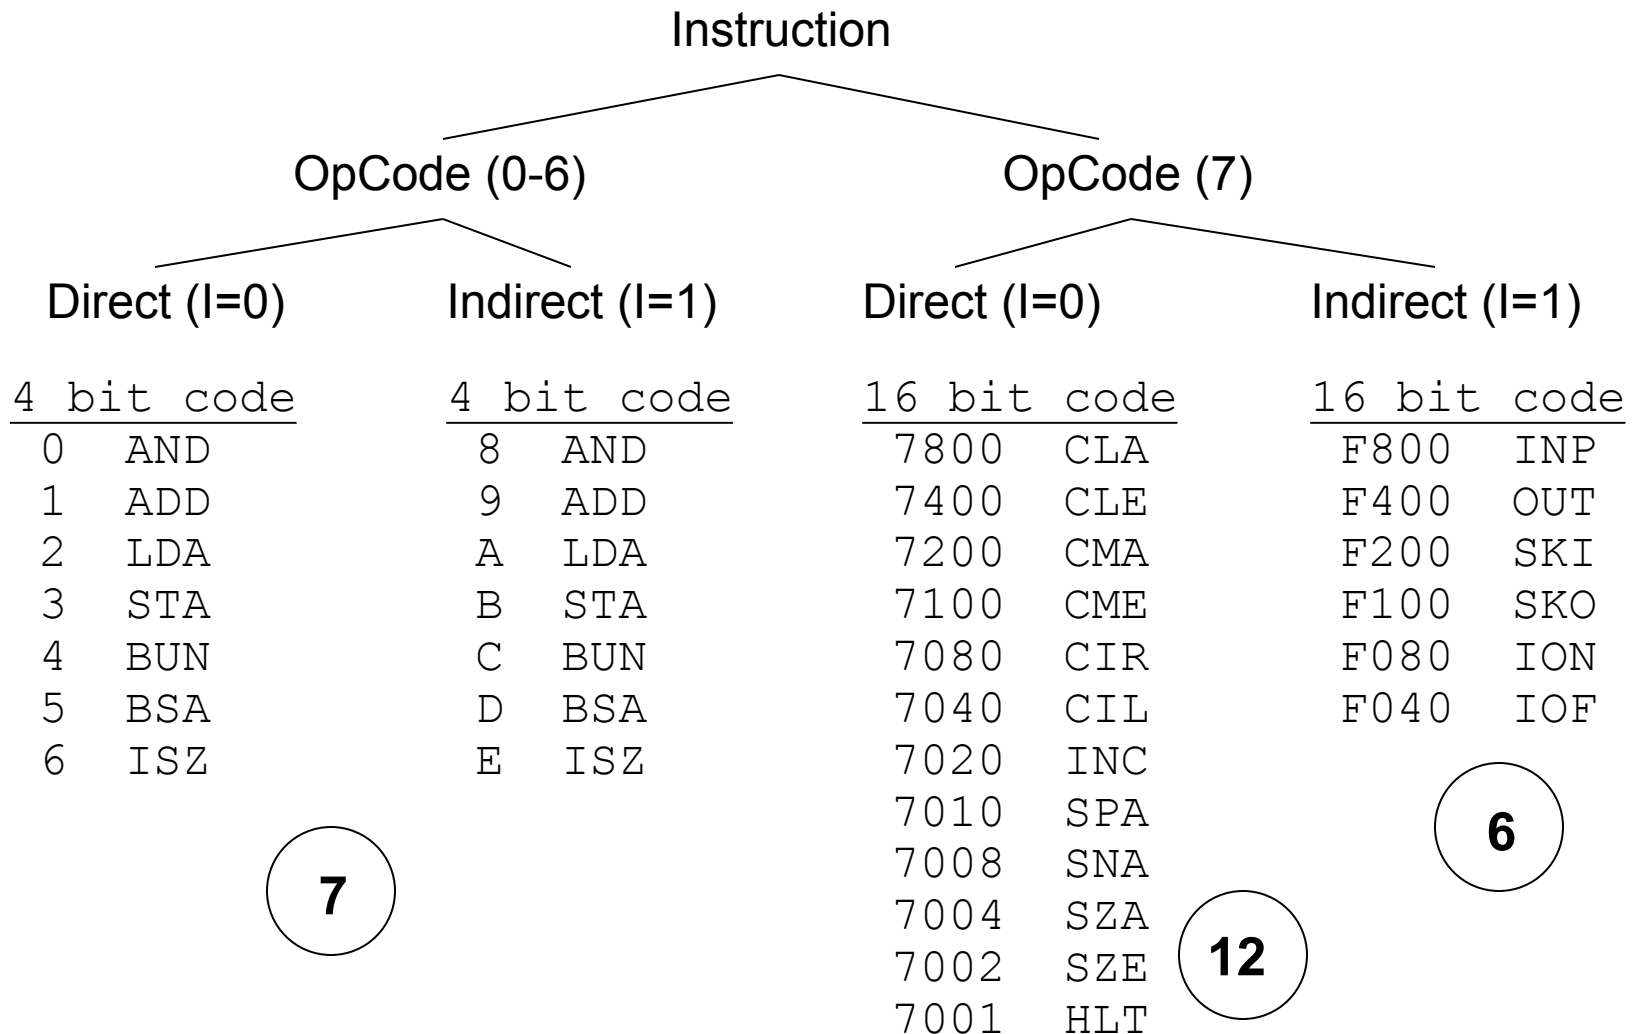 Instruction
OpCode (0-6) OpCode (7)
Direct (I=0) Indirect (I=1) Direct (I=0) Indirect (I=1)
4 bit code 4 bit code 16 bit code 16 bit code
0 AND 8 AND 7800 CLA F800 INP
1 ADD 9 ADD 7400 CLE F400 OUT
2 LDA A LDA 7200 CMA F200 SKI
3 STA B STA 7100 CME F100 SKO
4 BUN C BUN 7080 CIR F080 ION
5 BSA D BSA 7040 CIL F040 IOF
6 ISZ E ISZ 7020 INC
7010 SPA
6
7008 SNA
7
7004 SZA
12
7002 SZE
7001 HLT